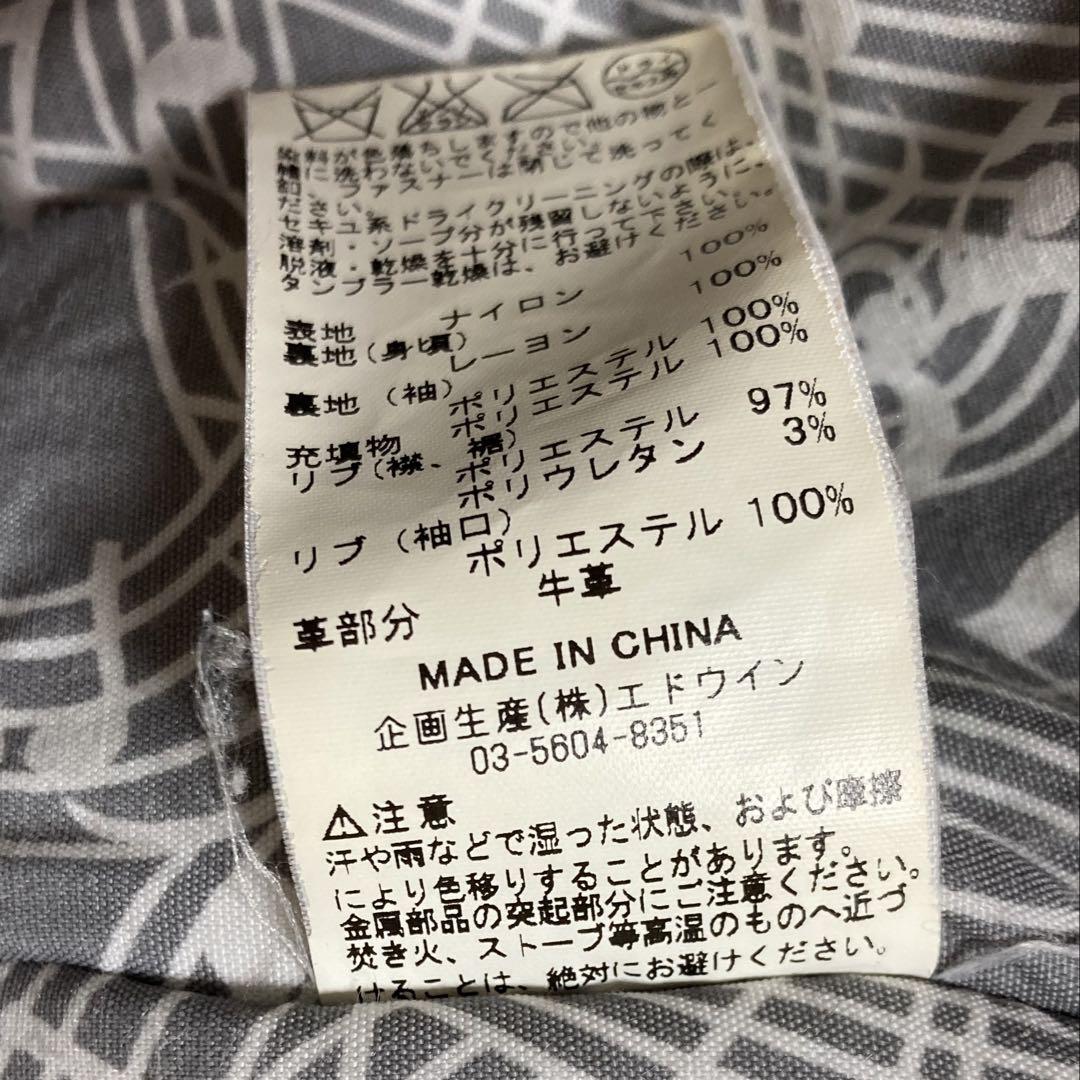 ドライ
セキユ系
染料が色落ちしますので他の物と一
緒に洗わないでください。
釦、ファスナーは閉じて洗ってく
ださい。
セキユ系ドライクリーニングの際は、
溶剤・ソープ分が残留しないように、
脱液・乾燥を十分に行って下さい。
タンブラー乾燥は、お避けください。
表地 ナイロン 100%
裏地(身頃) レーヨン 100%
裏地(袖) ポリエステル 100%
充填物 ポリエステル 100%
リブ(襟、裾) ポリエステル 97%
ポリウレタン 3%
リブ(袖口) ポリエステル 100%
革部分 牛革
MADE IN CHINA
企画生産(株)エドウイン
03-5604-8351
⚠注意
汗や雨などで湿った状態、および摩擦
により色移りすることがあります。
金属部品の突起部分にご注意ください。
焚き火、ストーブ等高温のものへ近づ
けることは、絶対にお避けください。